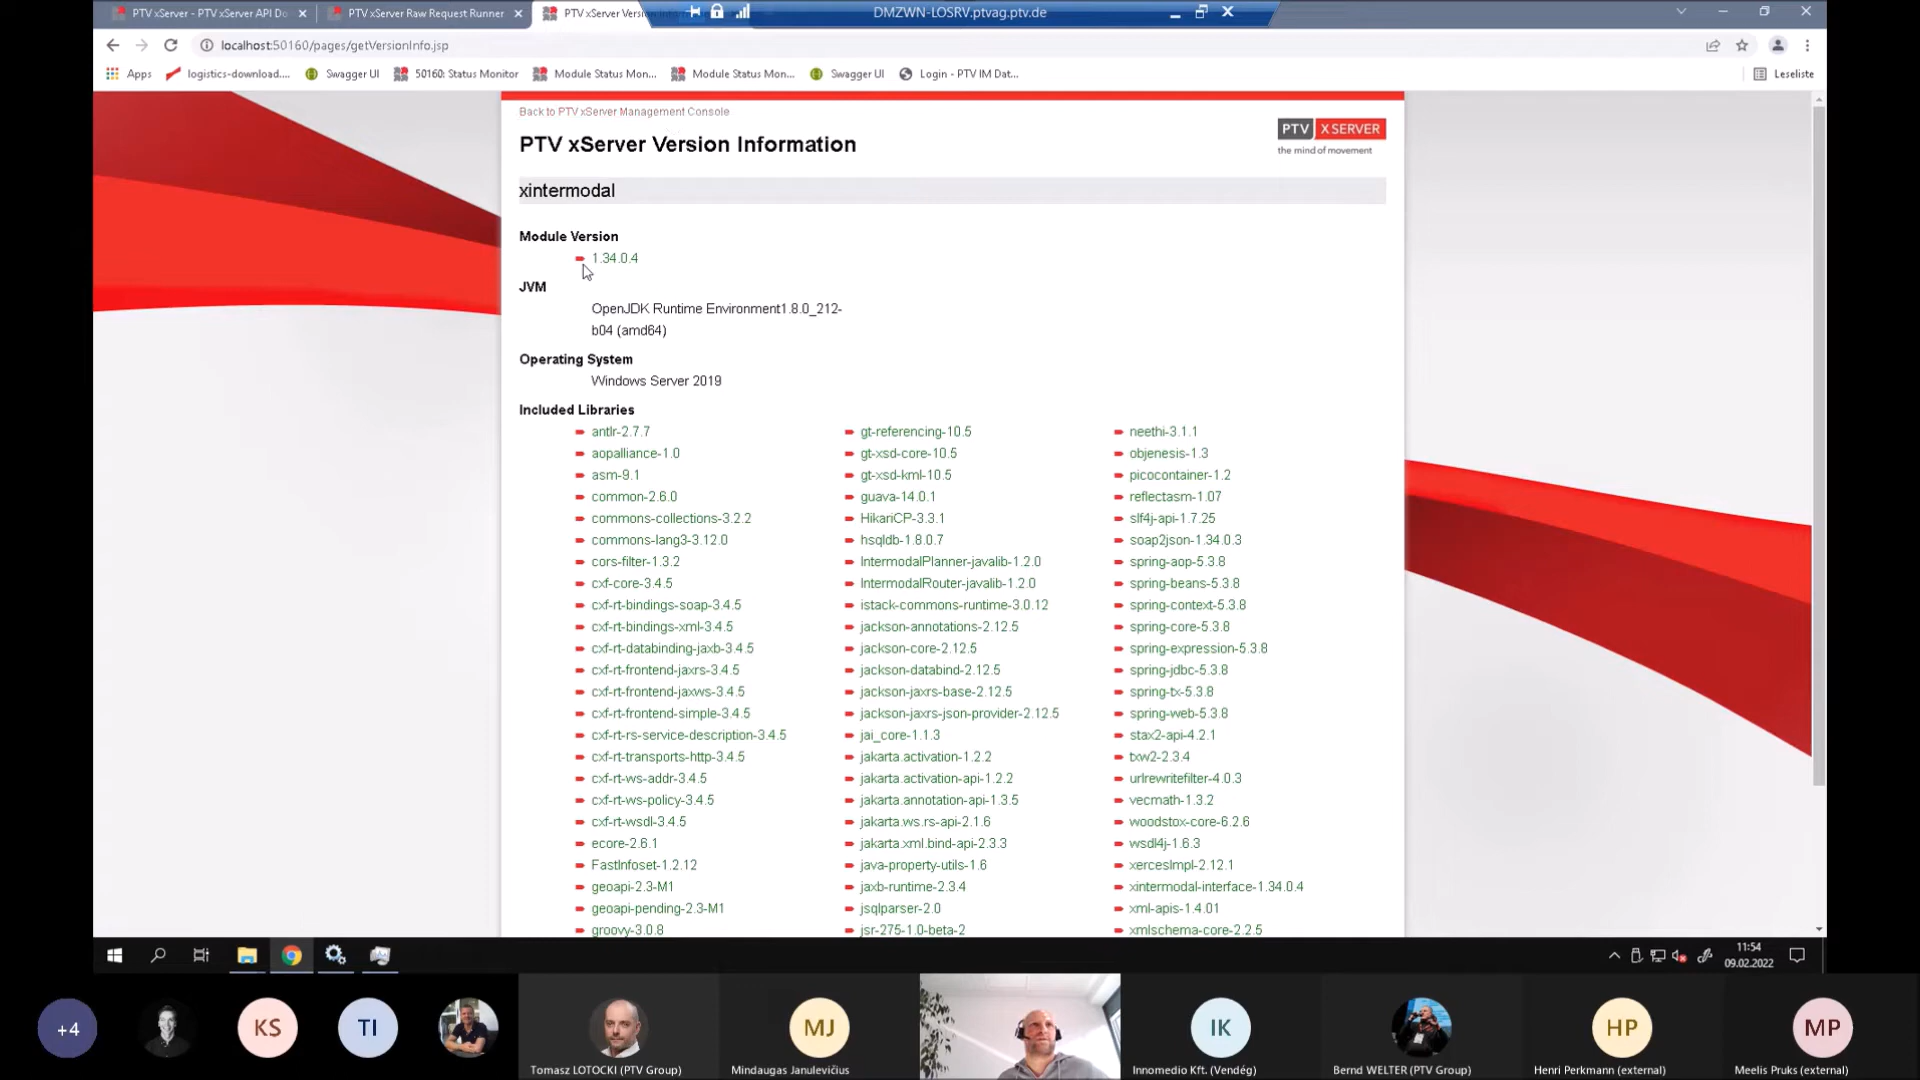 PTV xServer - PTV xServer API Do
PTV xServer Raw Request Runner
PTV xServer Versi
DMZWN-LOSRV.ptvag.ptv.de
localhost:50160/pages/getVersionInfo.jsp
Apps
logistics-download....
Swagger UI
50160: Status Monitor
Module Status Mon...
Module Status Mon...
Swagger UI
Login - PTV IM Dat...
Leseliste
Back to PTV xServer Management Console
PTV xServer Version Information
PTV X SERVER
the mind of movement
xintermodal
Module Version
1.34.0.4
JVM
OpenJDK Runtime Environment1.8.0_212-
b04 (amd64)
Operating System
Windows Server 2019
Included Libraries
antlr-2.7.7
aopalliance-1.0
asm-9.1
common-2.6.0
commons-collections-3.2.2
commons-lang3-3.12.0
cors-filter-1.3.2
cxf-core-3.4.5
cxf-rt-bindings-soap-3.4.5
cxf-rt-bindings-xml-3.4.5
cxf-rt-databinding-jaxb-3.4.5
cxf-rt-frontend-jaxrs-3.4.5
cxf-rt-frontend-jaxws-3.4.5
cxf-rt-frontend-simple-3.4.5
cxf-rt-rs-service-description-3.4.5
cxf-rt-transports-http-3.4.5
cxf-rt-ws-addr-3.4.5
cxf-rt-ws-policy-3.4.5
cxf-rt-wsdl-3.4.5
ecore-2.6.1
FastInfoset-1.2.12
geoapi-2.3-M1
geoapi-pending-2.3-M1
groovy-3.0.8
gt-referencing-10.5
gt-xsd-core-10.5
gt-xsd-kml-10.5
guava-14.0.1
HikariCP-3.3.1
hsqldb-1.8.0.7
IntermodalPlanner-javalib-1.2.0
IntermodalRouter-javalib-1.2.0
istack-commons-runtime-3.0.12
jackson-annotations-2.12.5
jackson-core-2.12.5
jackson-databind-2.12.5
jackson-jaxrs-base-2.12.5
jackson-jaxrs-json-provider-2.12.5
jai_core-1.1.3
jakarta.activation-1.2.2
jakarta.activation-api-1.2.2
jakarta.annotation-api-1.3.5
jakarta.ws.rs-api-2.1.6
jakarta.xml.bind-api-2.3.3
java-property-utils-1.6
jaxb-runtime-2.3.4
jsqlparser-2.0
jsr-275-1.0-beta-2
neethi-3.1.1
objenesis-1.3
picocontainer-1.2
reflectasm-1.07
slf4j-api-1.7.25
soap2json-1.34.0.3
spring-aop-5.3.8
spring-beans-5.3.8
spring-context-5.3.8
spring-core-5.3.8
spring-expression-5.3.8
spring-jdbc-5.3.8
spring-tx-5.3.8
spring-web-5.3.8
stax2-api-4.2.1
txw2-2.3.4
urlrewritefilter-4.0.3
vecmath-1.3.2
woodstox-core-6.2.6
wsdl4j-1.6.3
xercesImpl-2.12.1
xintermodal-interface-1.34.0.4
xml-apis-1.4.01
xmlschema-core-2.2.5
11:54
09.02.2022
+4
KS
TI
MJ
IK
HP
MP
Tomasz LOTOCKI (PTV Group)
Mindaugas Janulevičius
Innomedio Kft. (Vendég)
Bernd WELTER (PTV Group)
Henri Perkmann (external)
Meelis Pruks (external)